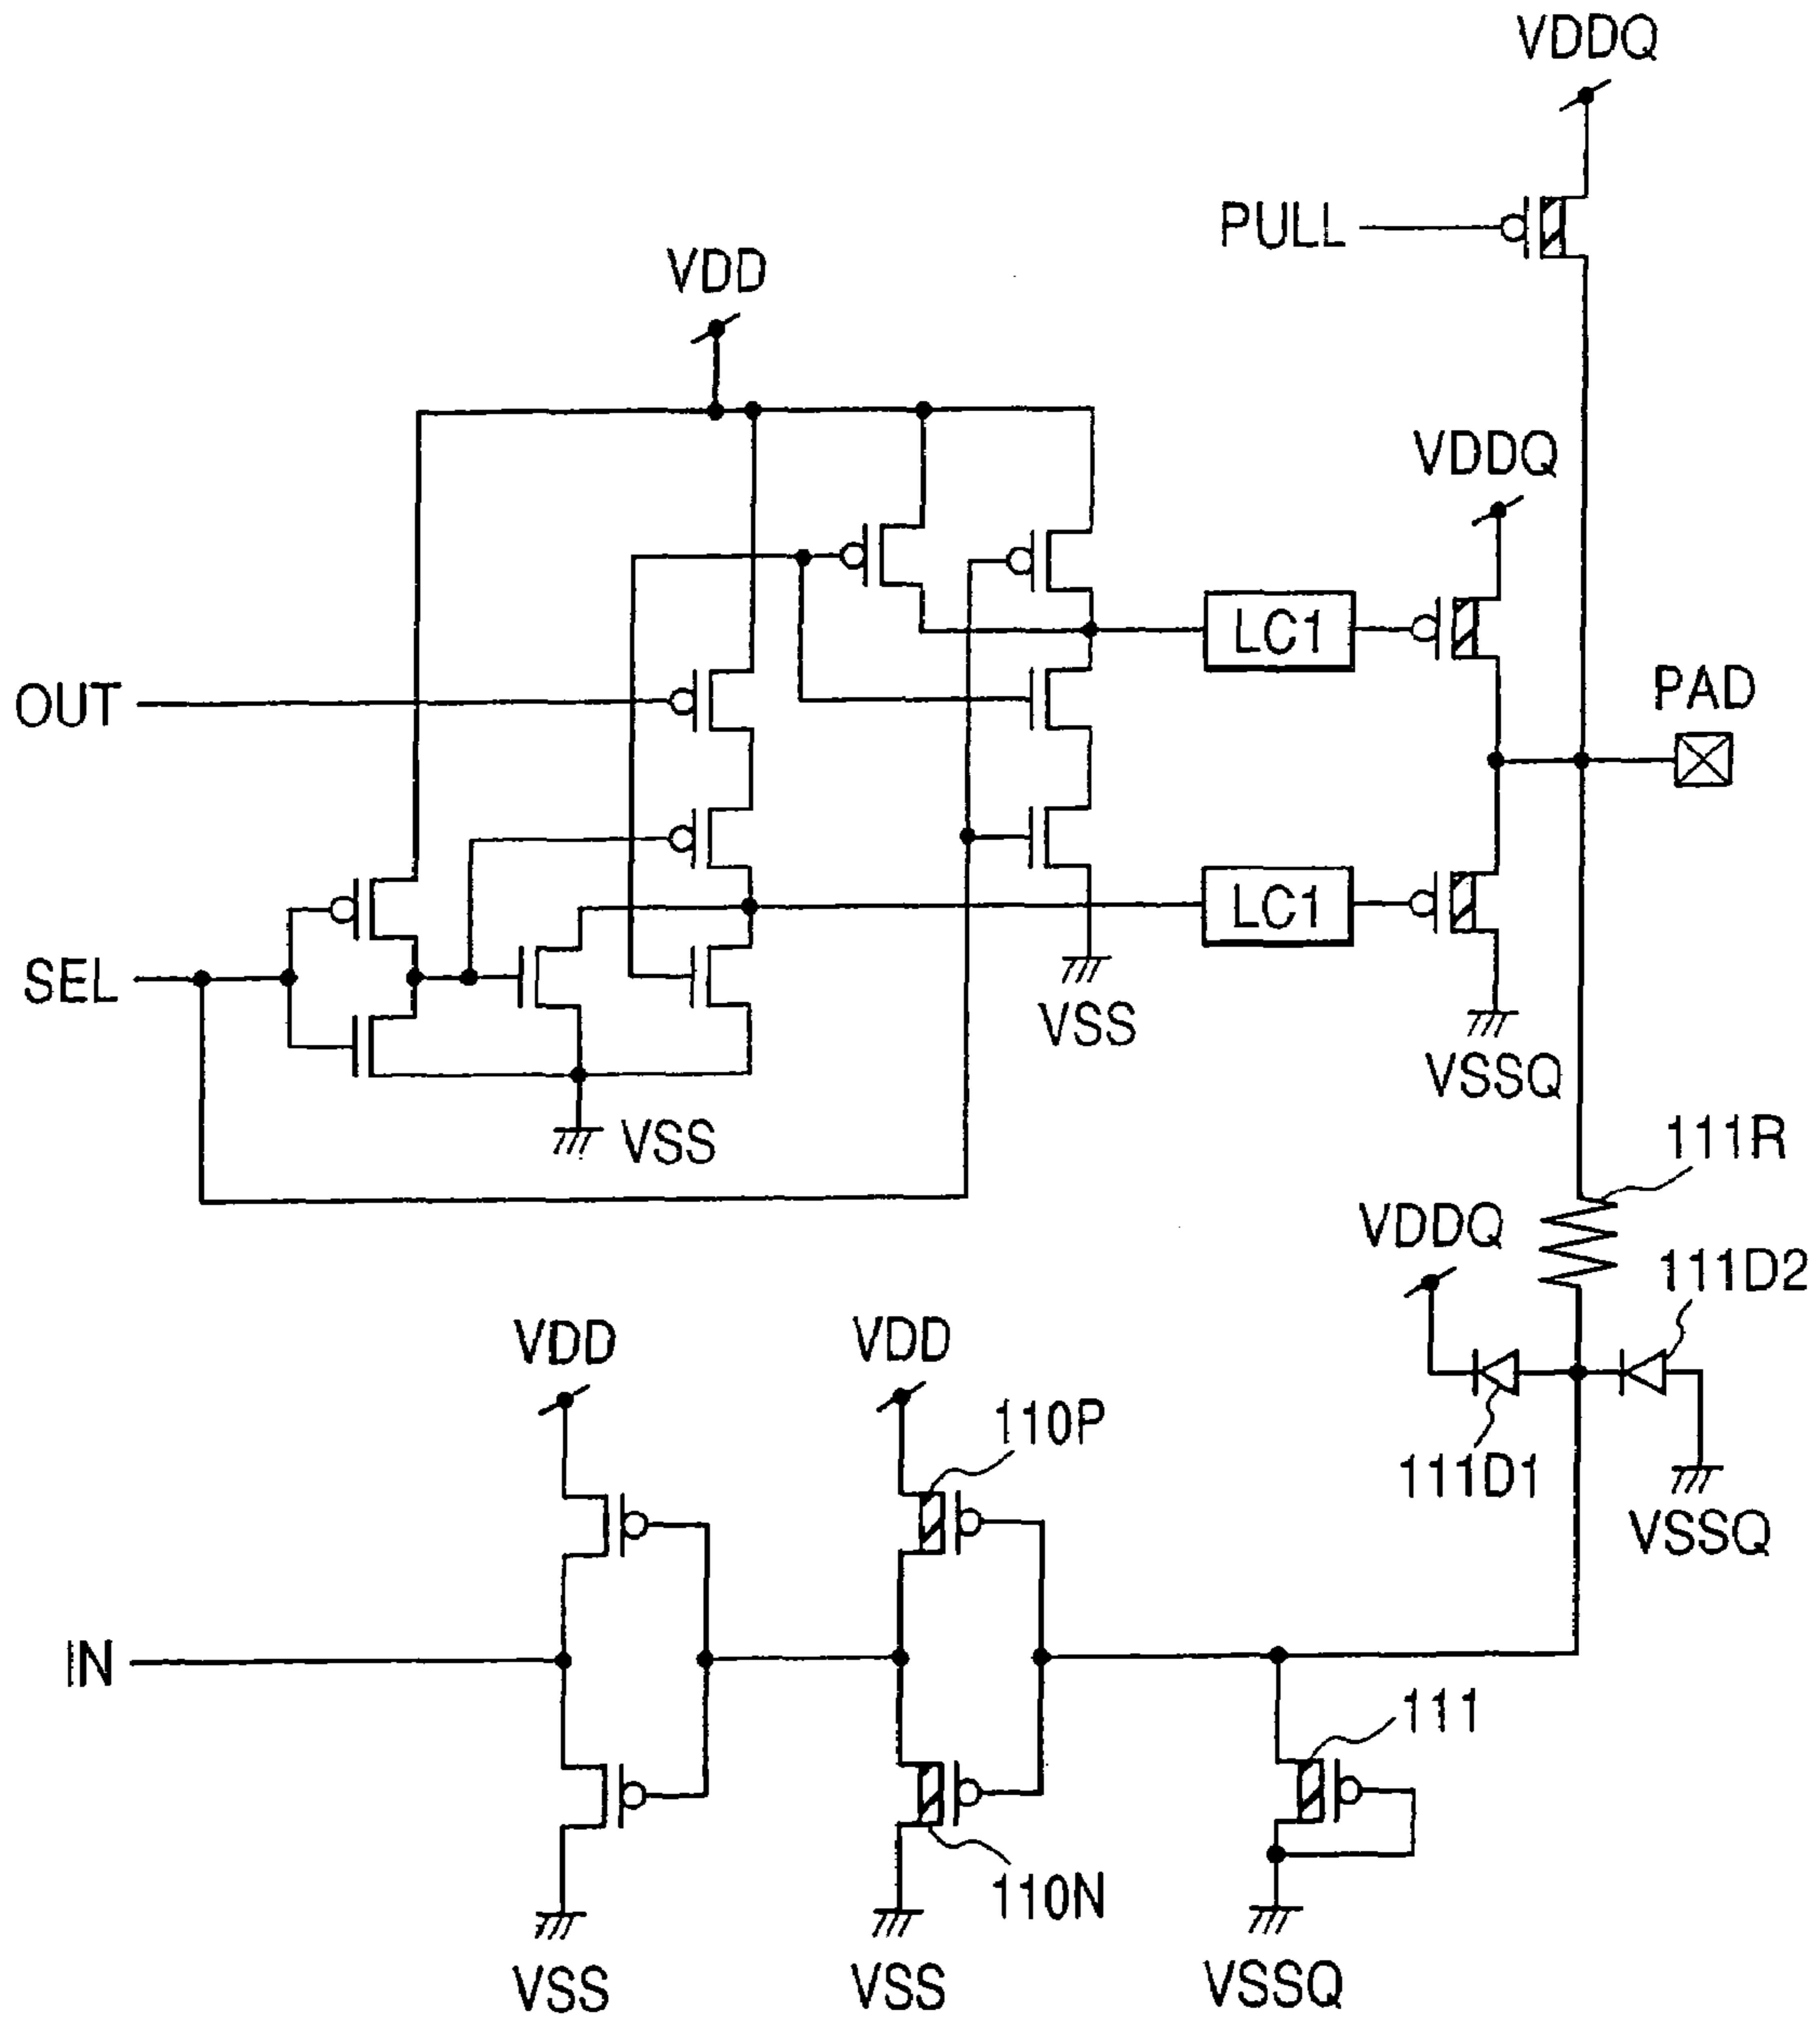 VDDQ
PULL
VDD
VDDQ
LC1
PAD
OUT
LC1
SEL
VSS
VSSQ
VSS
111R
VDDQ
111D2
VDD
VDD
110P
111D1
VSSQ
IN
111
110N
VSS
VSS
VSSQ